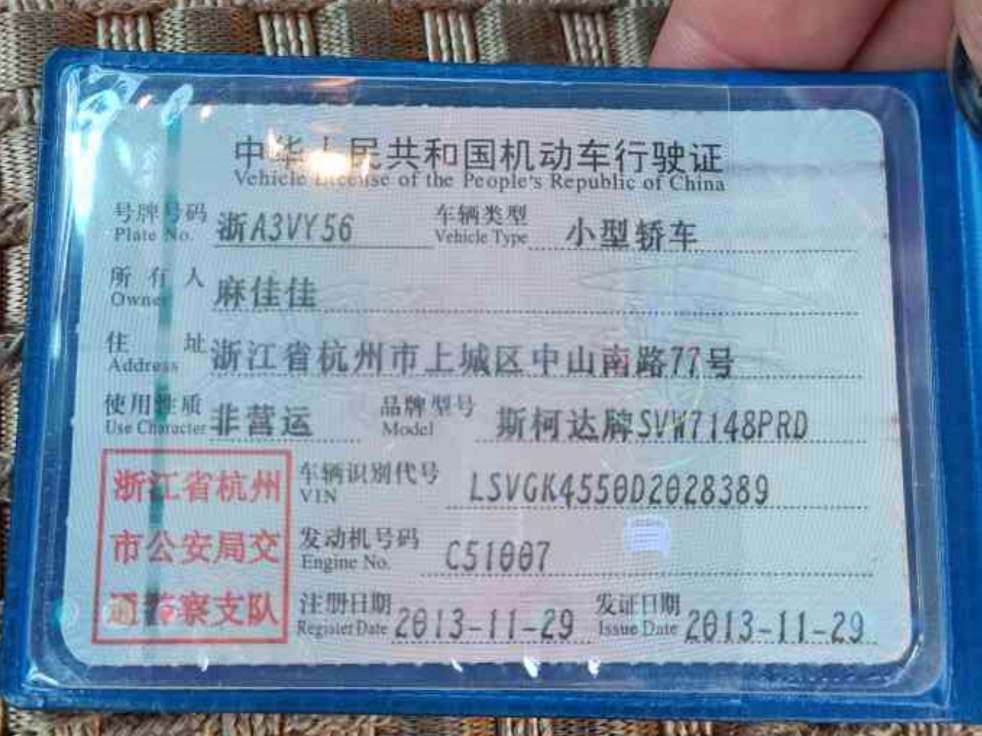 中华人民共和国机动车行驶证
Vehicle License of the People's Republic of China
号牌号码 浙A3VY56 车辆类型 小型轿车
Plate No. Vehicle Type
所有人 麻佳佳
Owner
住址 浙江省杭州市上城区中山南路77号
Address
使用性质 非营运 品牌型号 斯柯达牌SVW7148PRD
Use Character Model
浙江省杭州 车辆识别代号 LSVGK4550D2028389
VIN
市公安局交 发动机号码 C51007
Engine No.
通警察支队 注册日期 2013-11-29 发证日期 2013-11-29
Register Date Issue Date